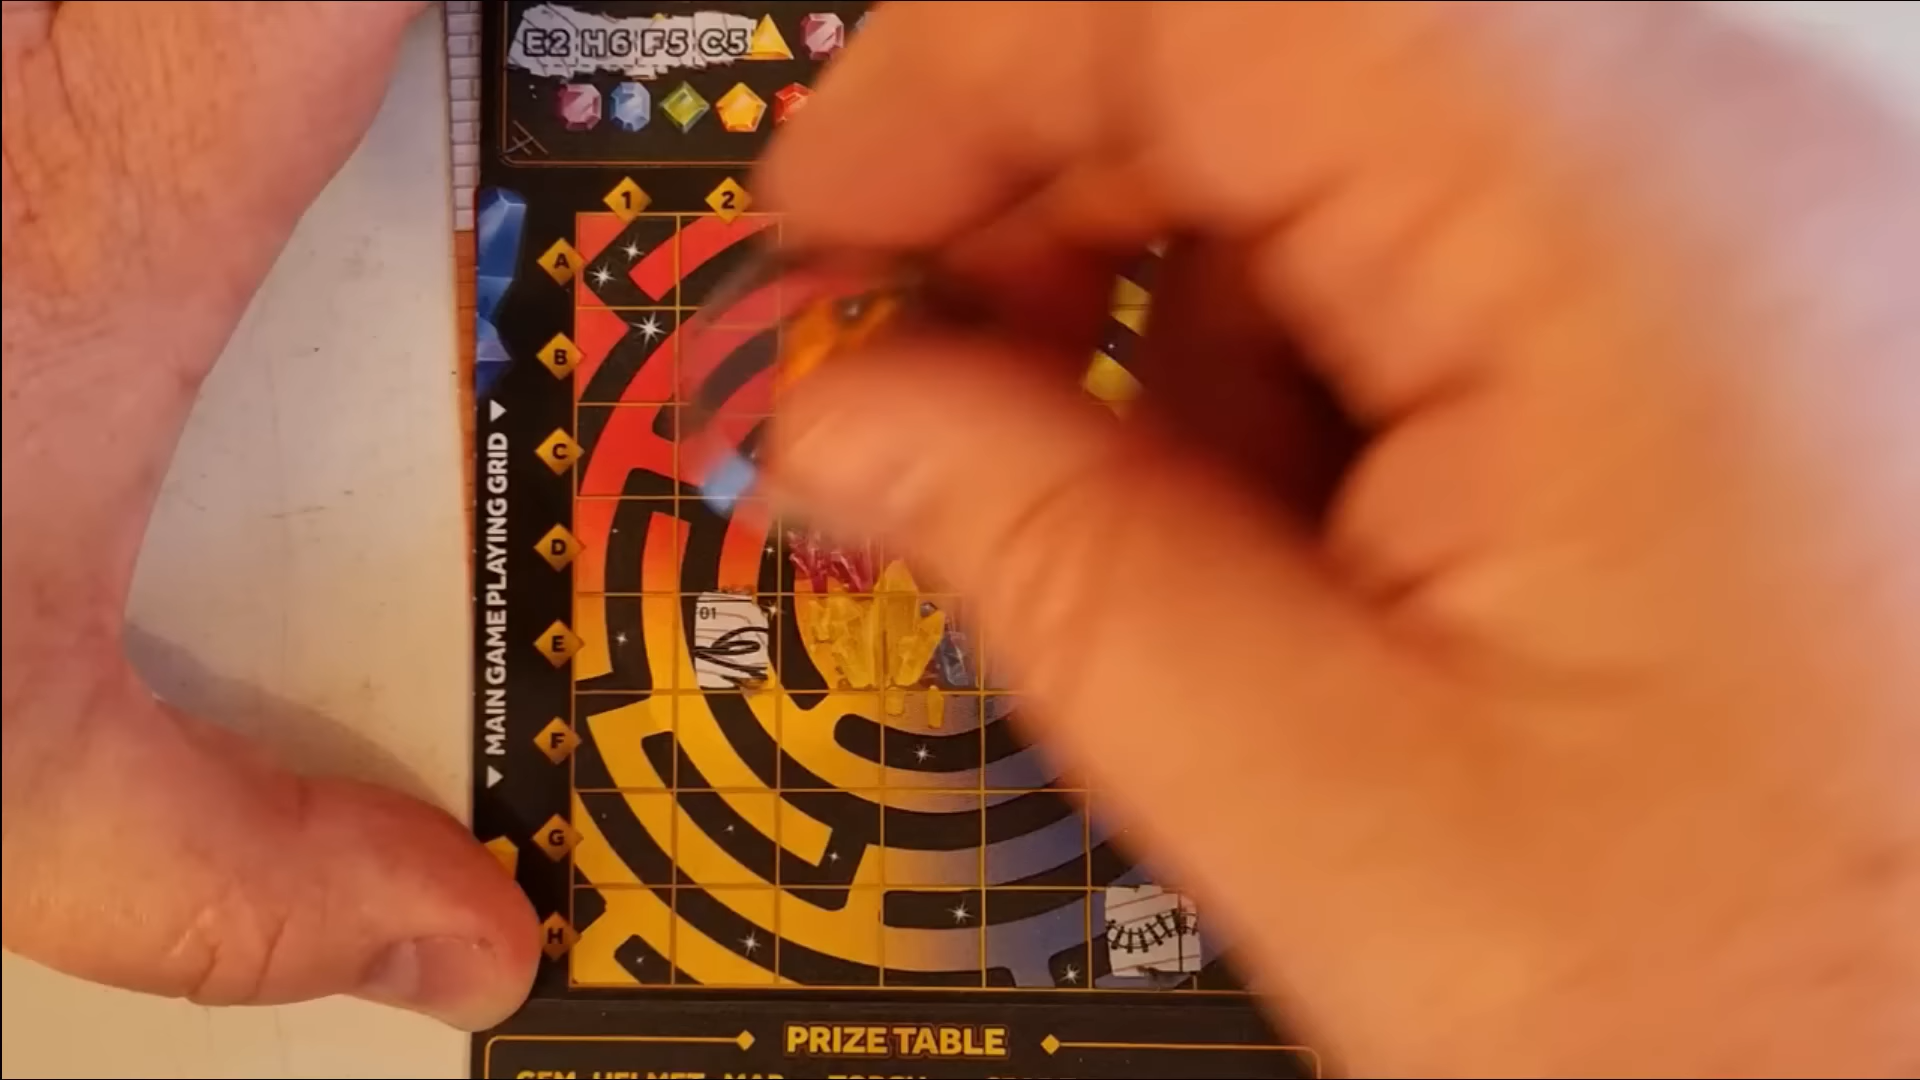 E2 H6 F5 C5
1 2
A
B
C
D
E
F
G
H
MAIN GAME PLAYING GRID
01
PRIZE TABLE